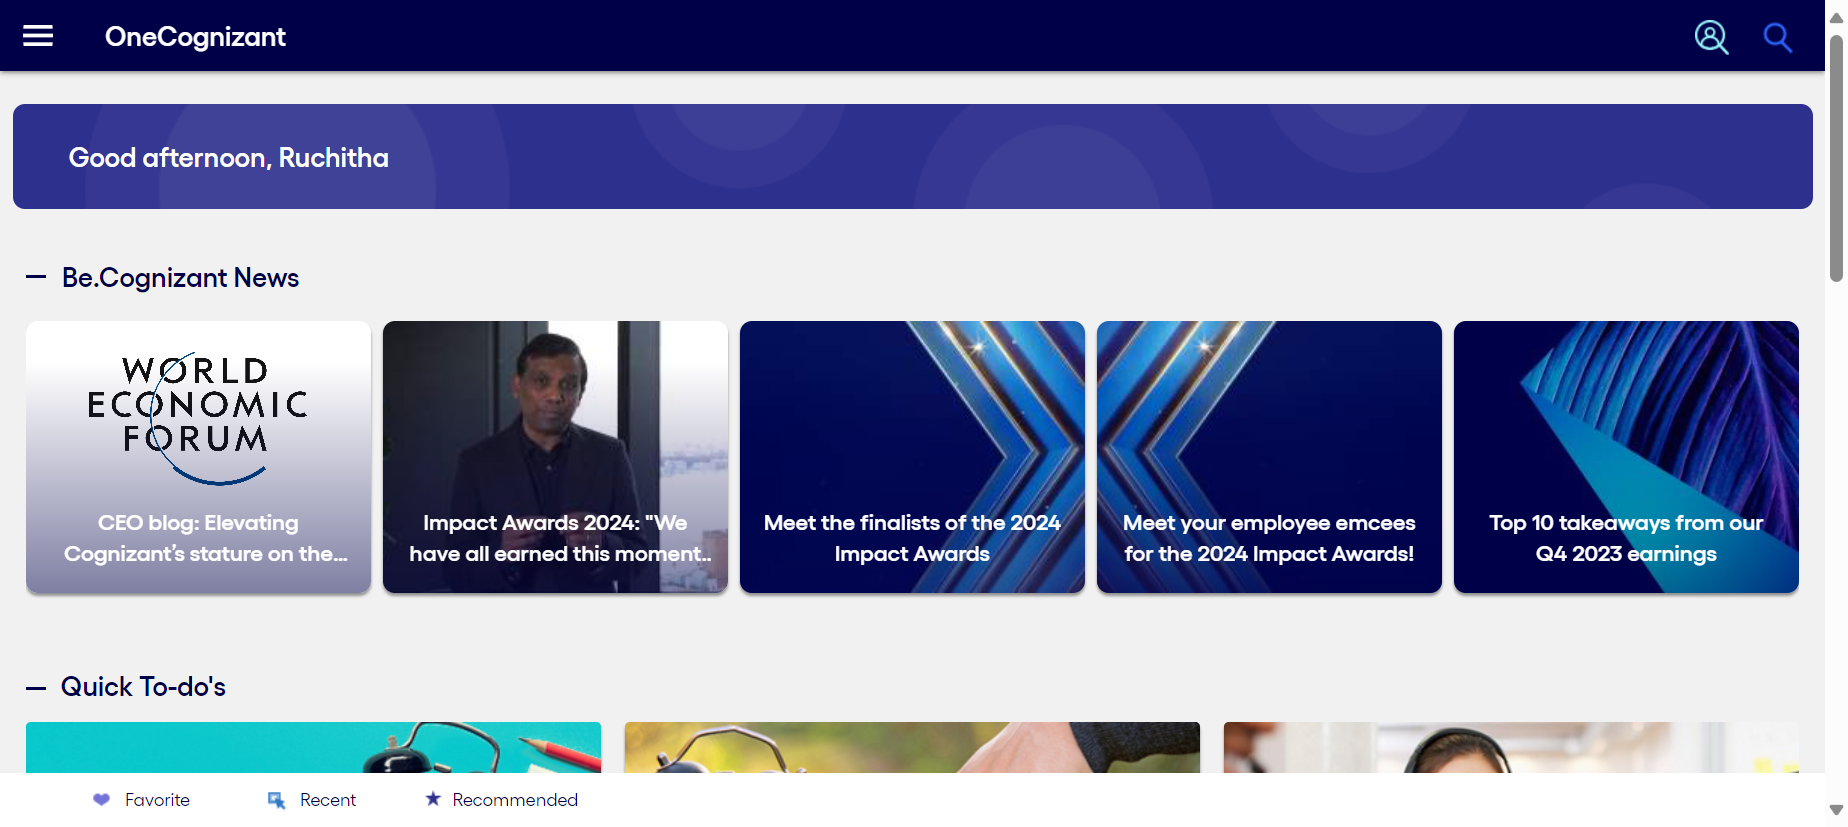 OneCognizant
Good afternoon, Ruchitha
Be.Cognizant News
WORLD
ECONOMIC
FORUM
CEO blog: Elevating
Cognizant’s stature on the...
Impact Awards 2024: "We
have all earned this moment...
Meet the finalists of the 2024
Impact Awards
Meet your employee emcees
for the 2024 Impact Awards!
Top 10 takeaways from our
Q4 2023 earnings
Quick To-do's
Favorite
Recent
Recommended